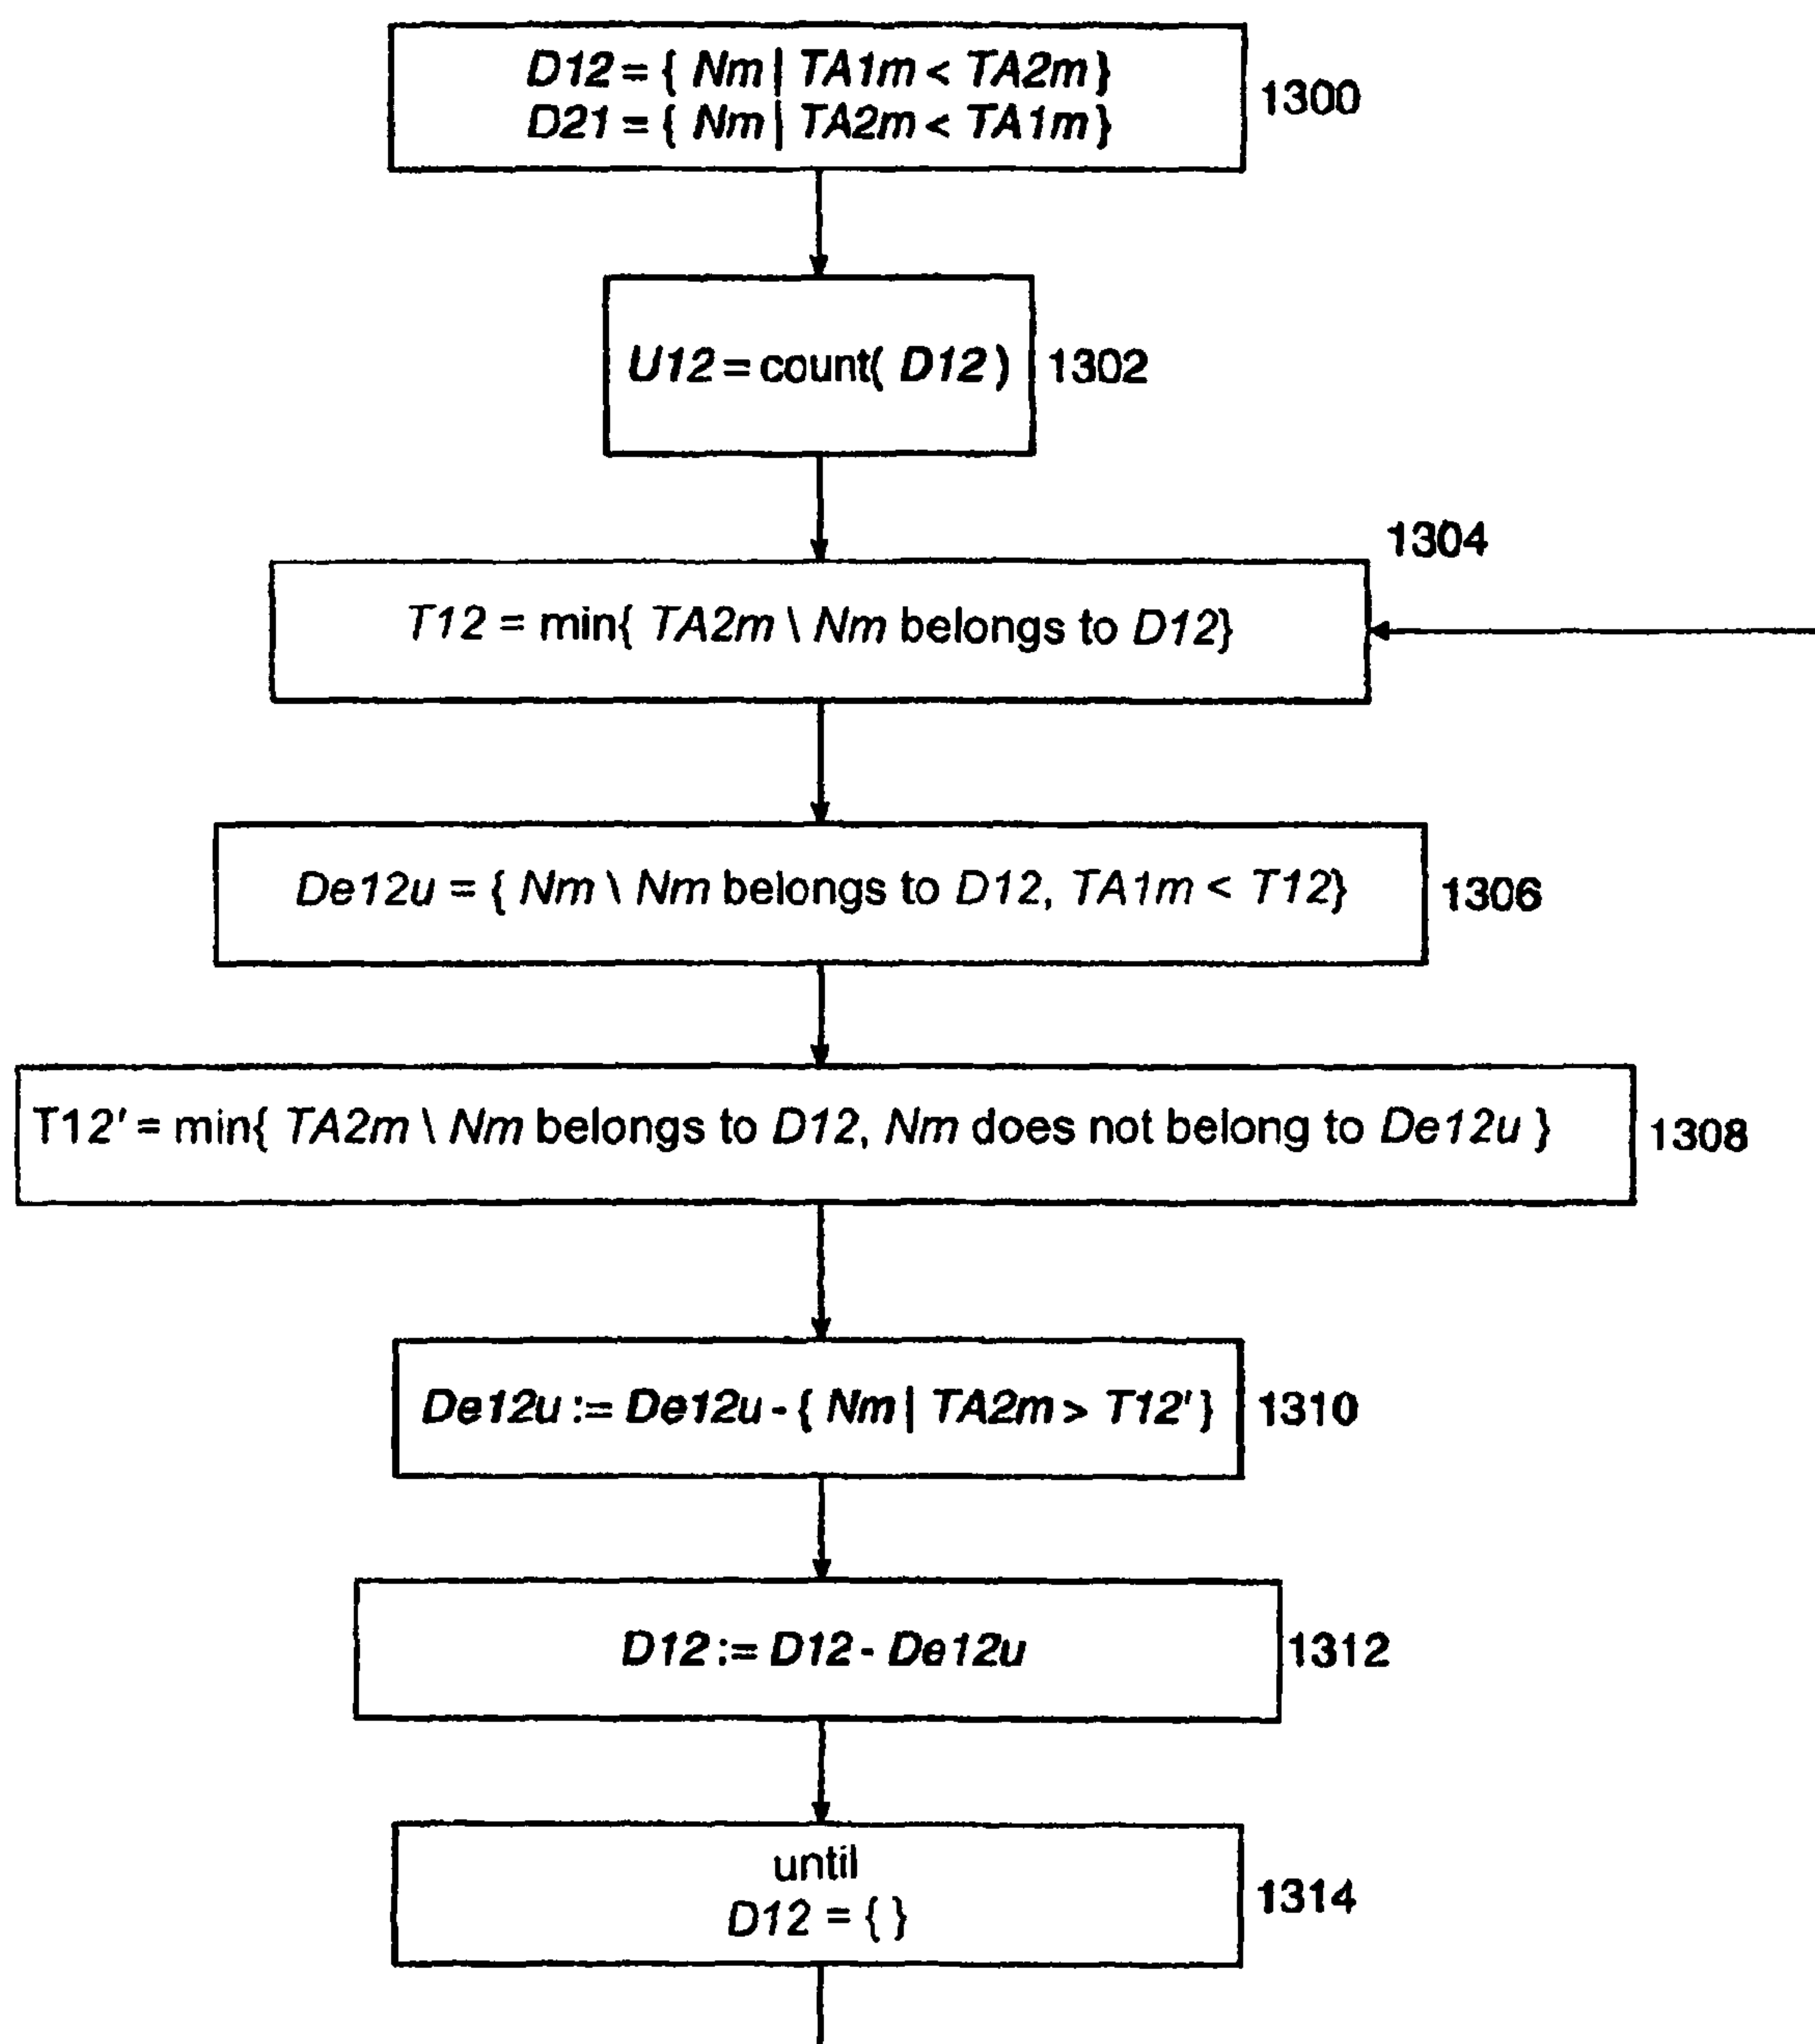 D12 = { Nm | TA1m < TA2m}
D21 = { Nm | TA2m < TA1m}
1300
U12 = count( D12 )
1302
1304
T12 = min{ TA2m \ Nm belongs to D12}
De12u = { Nm \ Nm belongs to D12, TA1m < T12}
1306
T12' = min{ TA2m \ Nm belongs to D12, Nm does not belong to De12u }
1308
De12u := De12u - { Nm | TA2m > T12' }
1310
D12 := D12 - De12u
1312
until
D12 = { }
1314